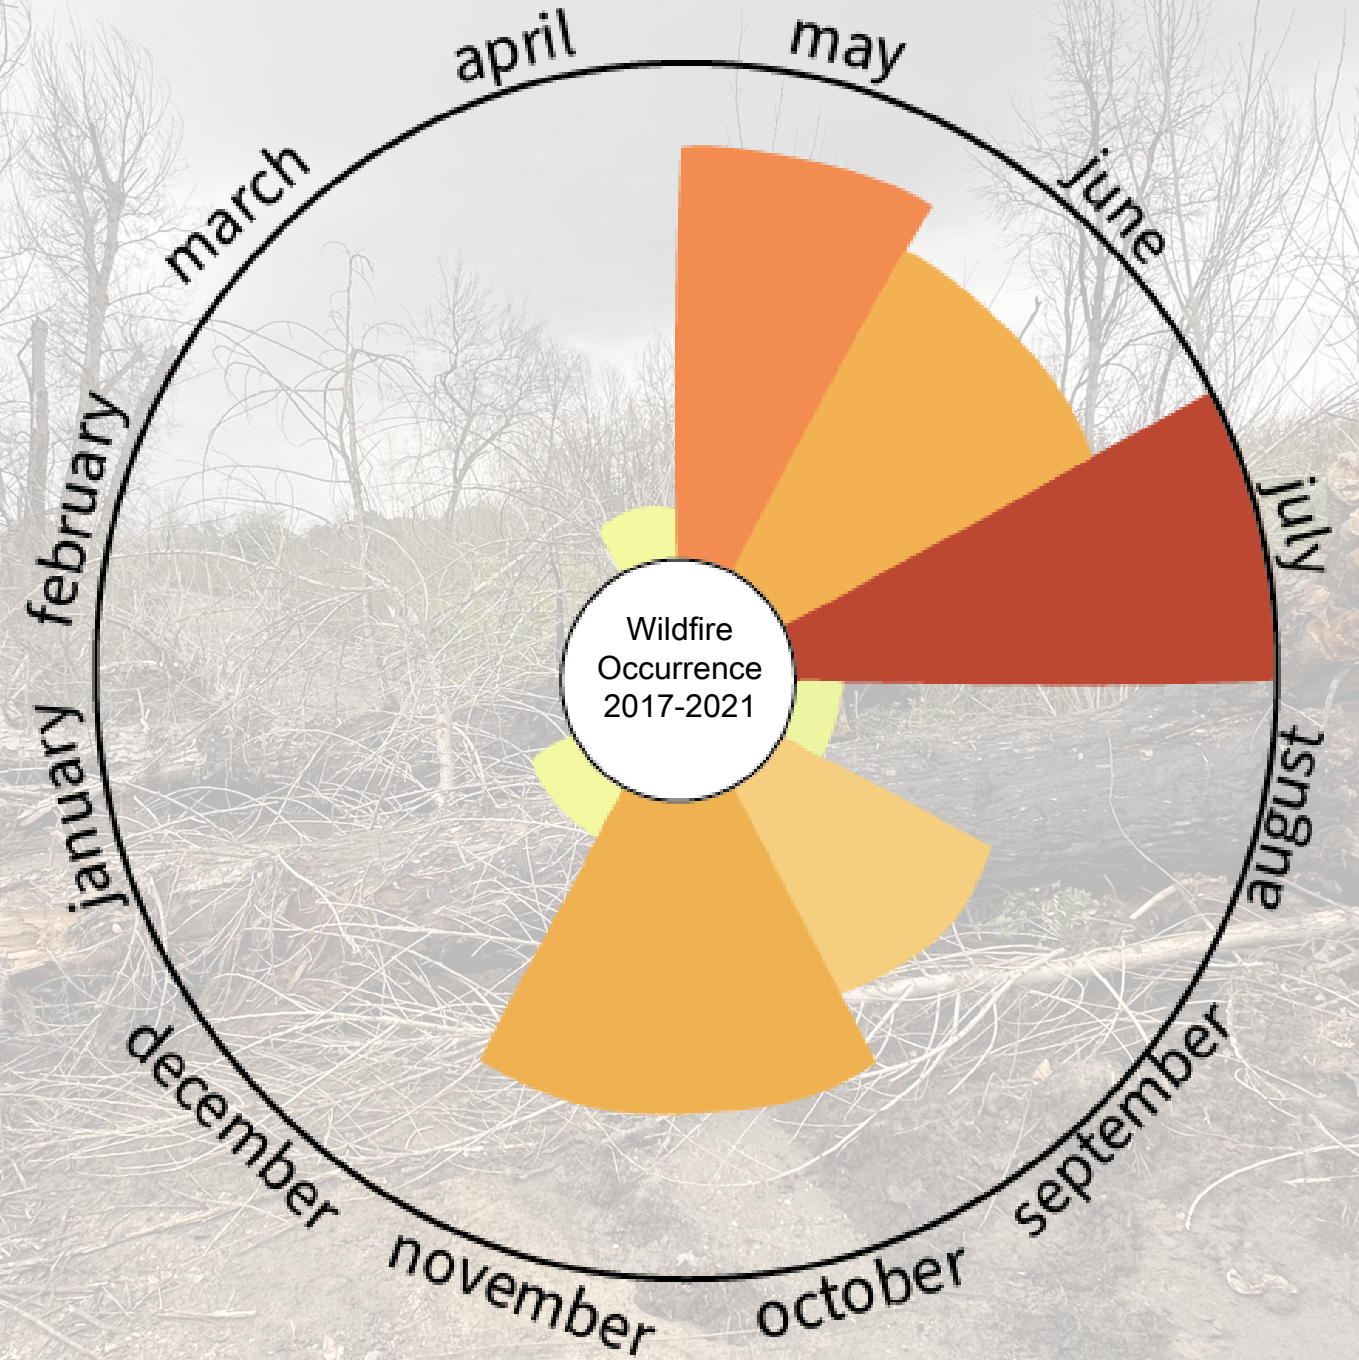 april
may
june
july
august
september
october
november
december
january
february
march
Wildfire
Occurrence
2017-2021